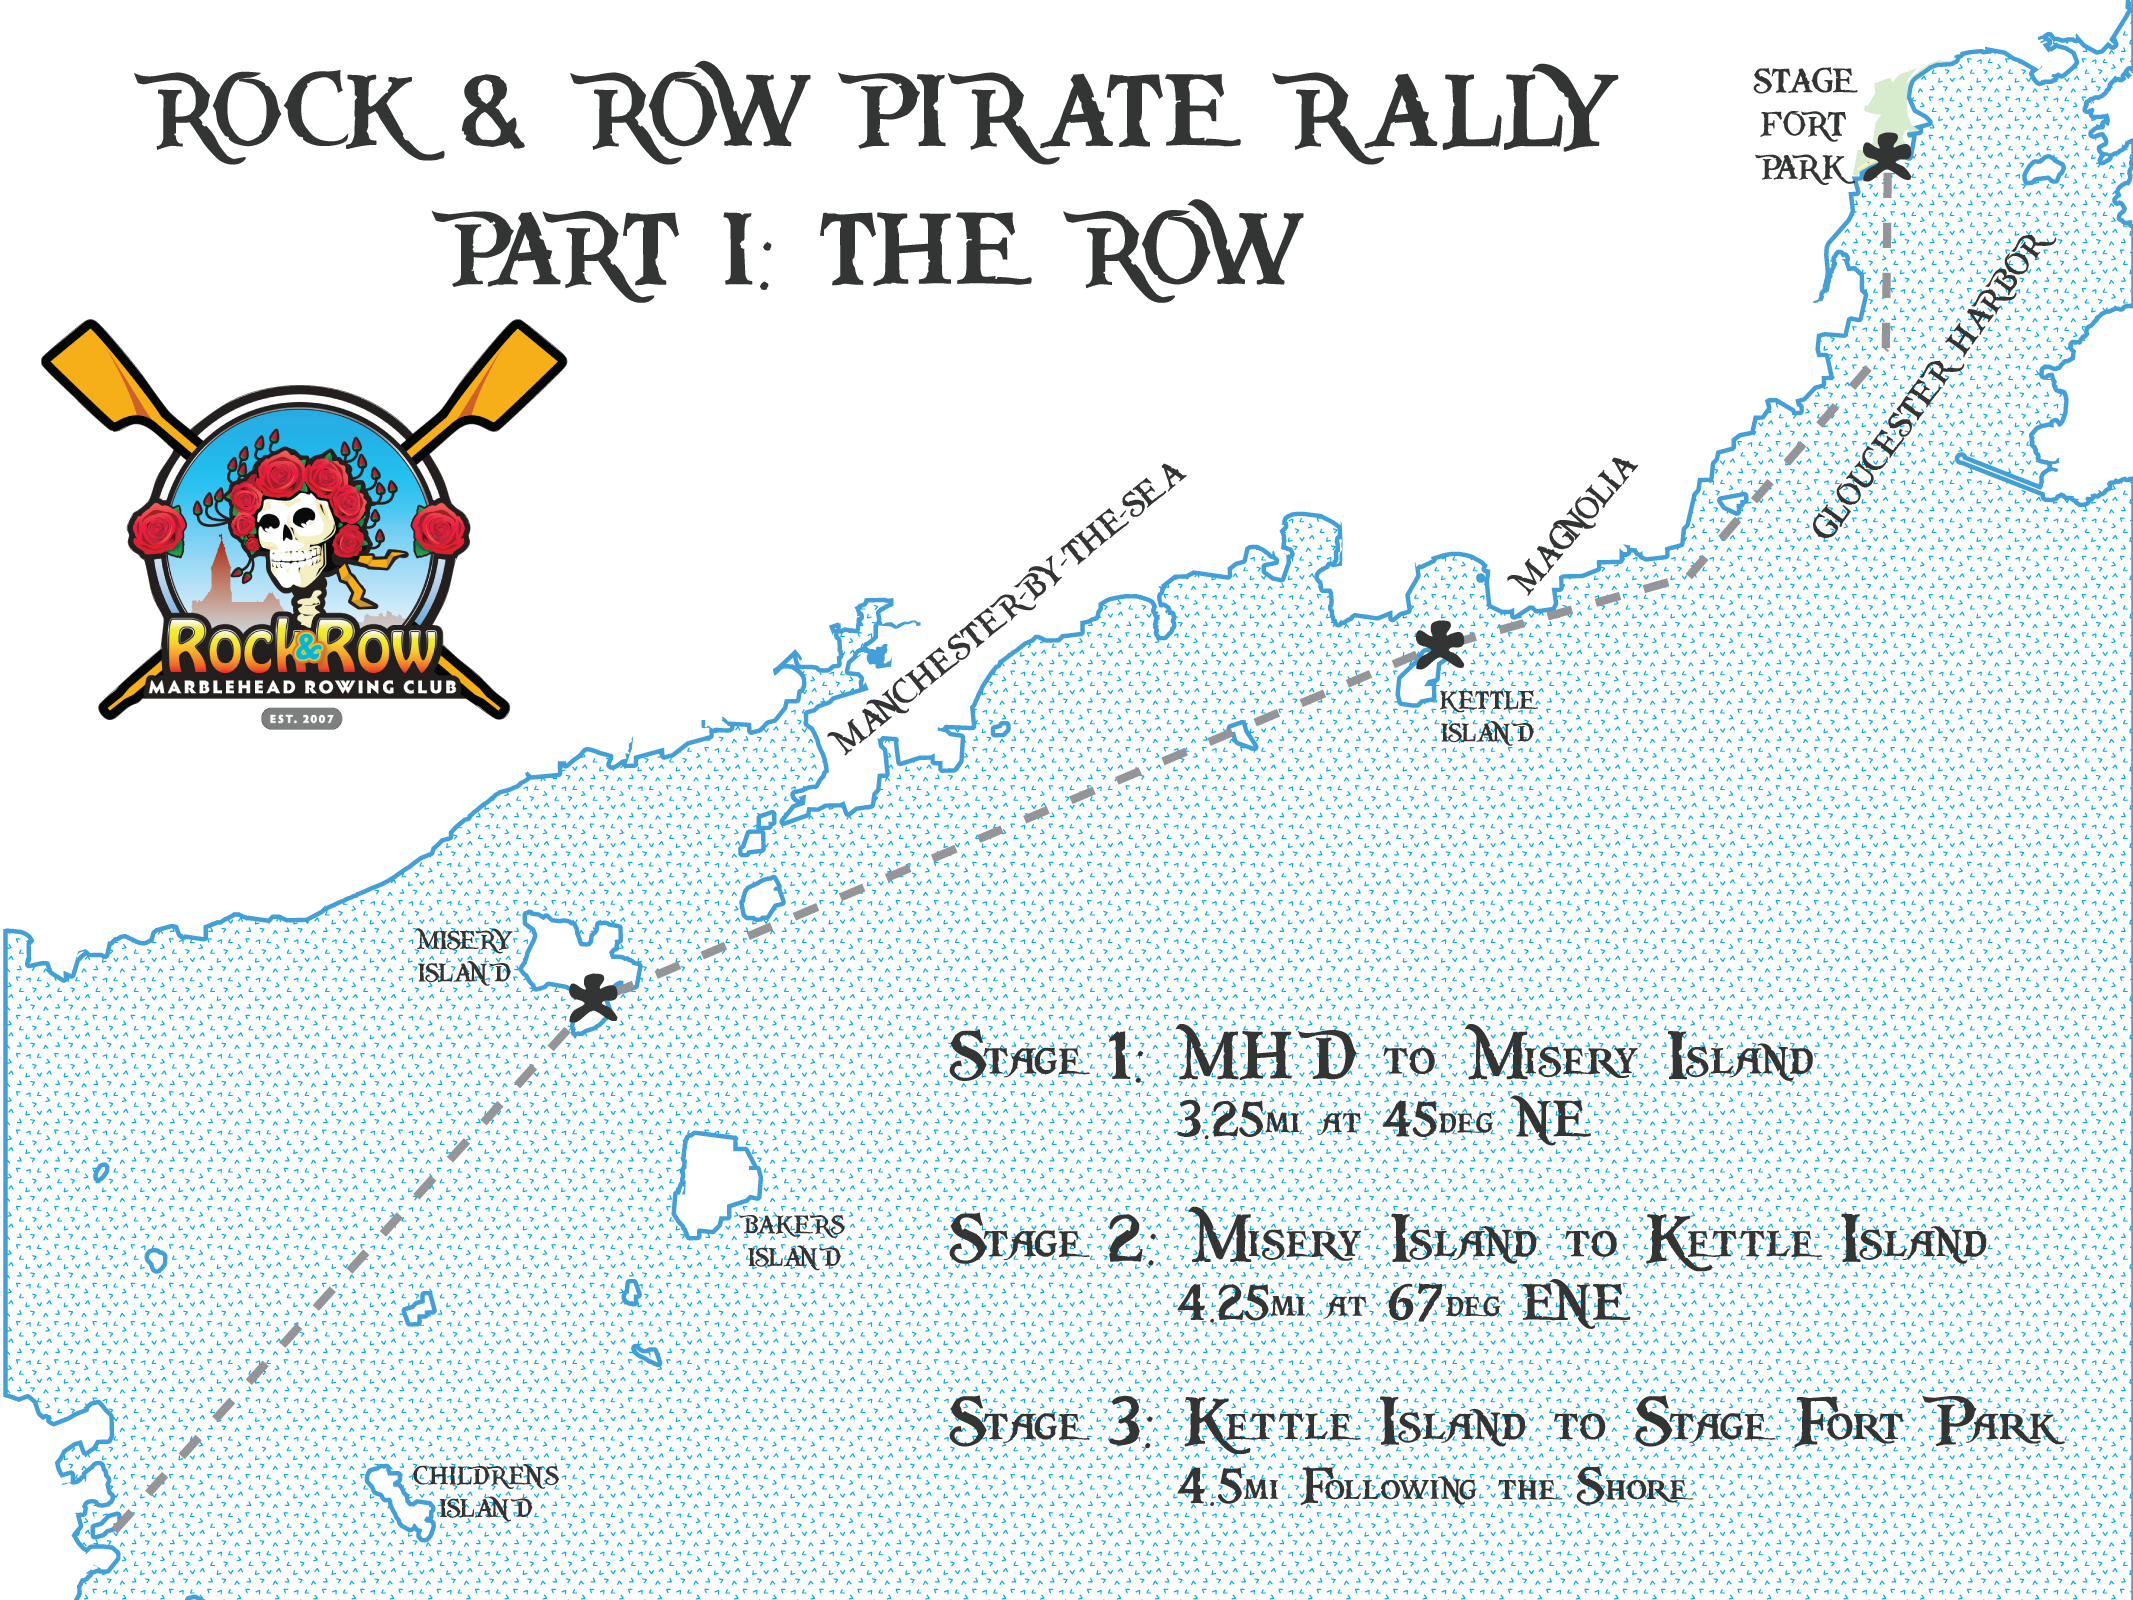 ROCK & ROW PIRATE RALLY
PART I: THE ROW
STAGE
FORT
PARK
GLOUCESTER HARBOR
MAGNOLIA
MANCHESTER-BY-THE-SEA
Rock & Row
MARBLEHEAD ROWING CLUB
EST. 2007
KETTLE
ISLAND
MISERY
ISLAND
BAKERS
ISLAND
CHILDRENS
ISLAND
Stage 1: MHD to Misery Island
3.25mi at 45deg NE
Stage 2: Misery Island to Kettle Island
4.25mi at 67deg ENE
Stage 3: Kettle Island to Stage Fort Park
4.5mi Following the Shore